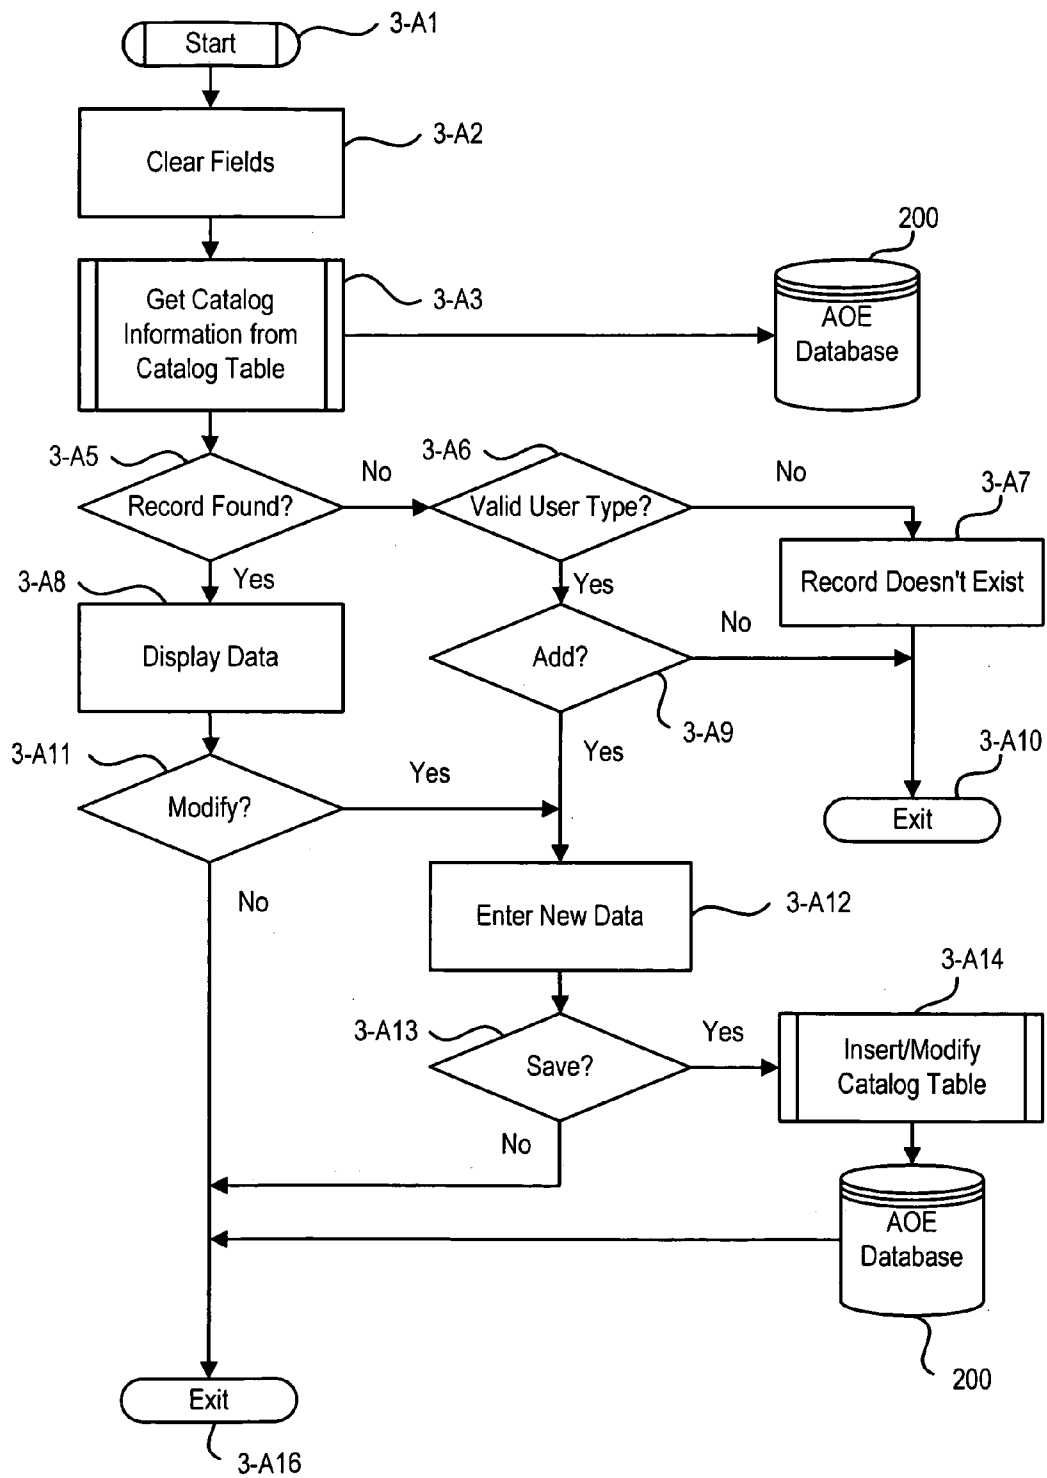 3-A1
Start
3-A2
Clear Fields
200
3-A3
Get Catalog
Information from
Catalog Table
AOE
Database
3-A5
3-A6
No
No
3-A7
Record Found?
Valid User Type?
Yes
Yes
3-A8
Record Doesn't Exist
No
Display Data
Add?
3-A9
3-A10
3-A11
Yes
Yes
Modify?
Exit
No
3-A12
Enter New Data
3-A14
3-A13
Yes
Save?
Insert/Modify
Catalog Table
No
AOE
Database
200
Exit
3-A16